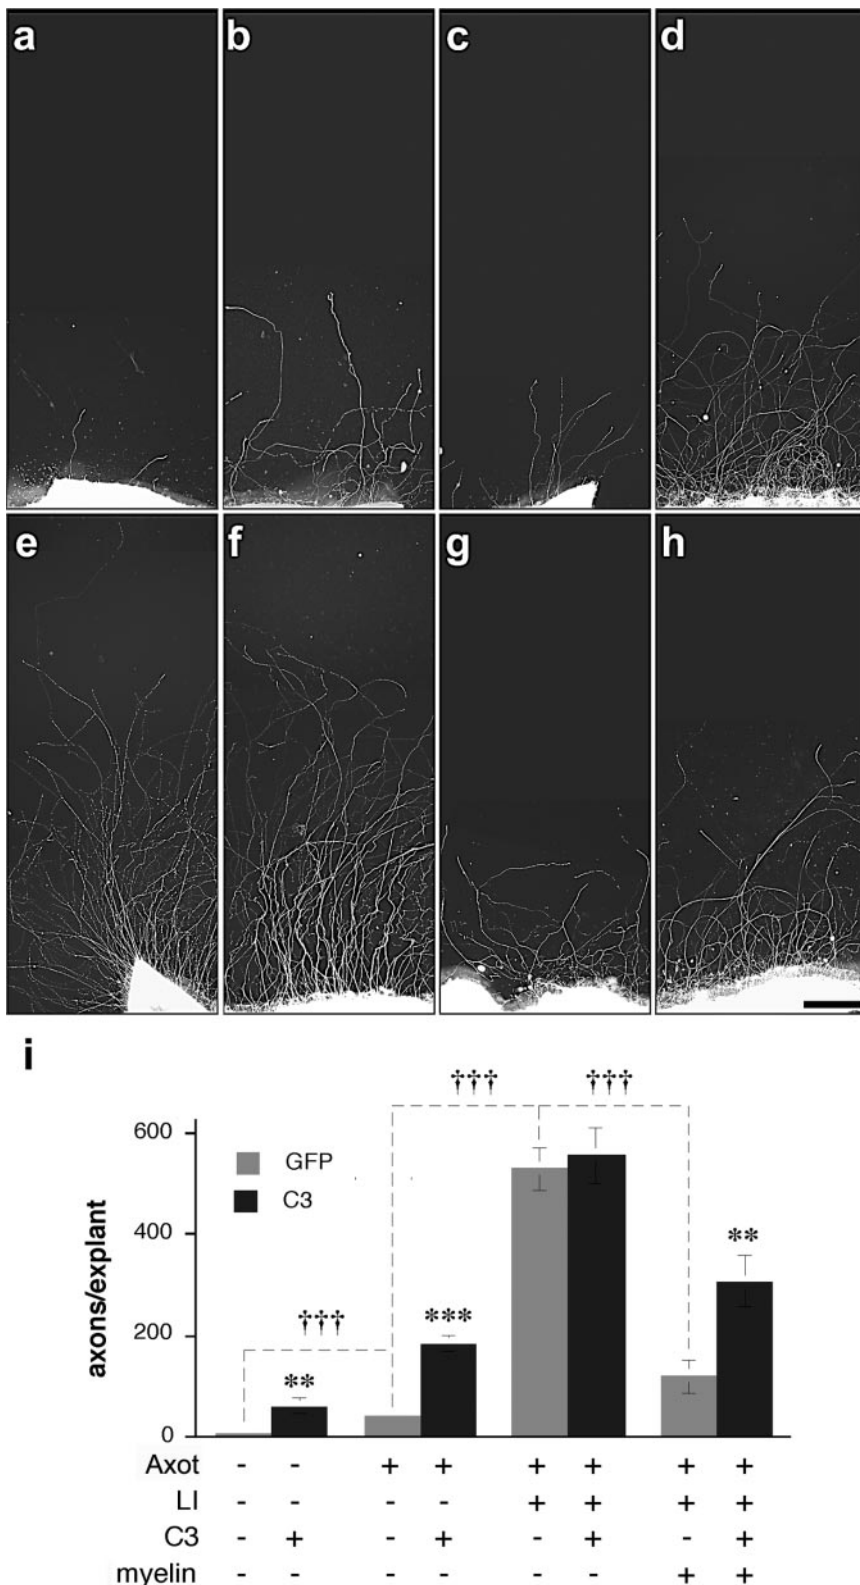 a b c d
e f g h
i
††† †††
600
GFP
C3
400
**
axons/explant
***
200
†††
**
0
Axot - - + + + + + +
LI - - - - + + + +
C3 - + - + - + - +
myelin - - - - - - + +